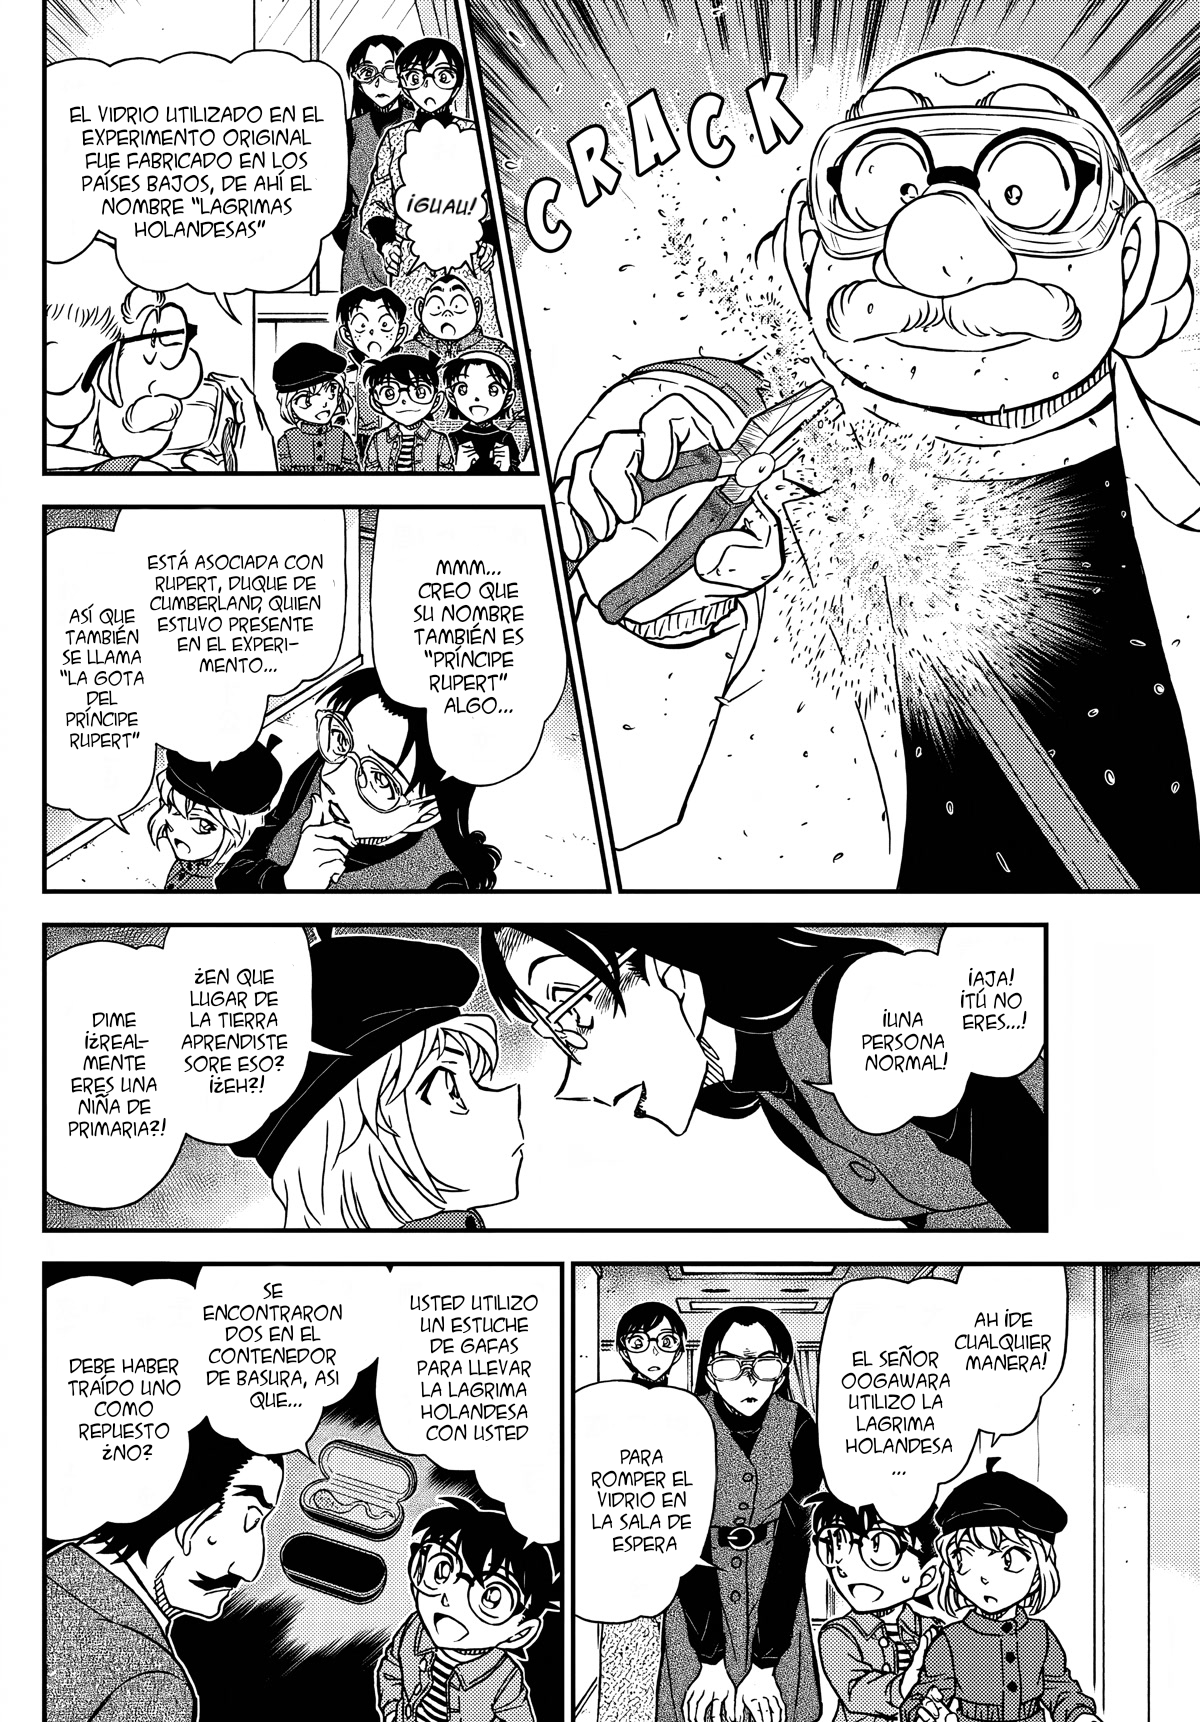 CRACK
EL VIDRIO UTILIZADO EN EL
EXPERIMENTO ORIGINAL
FUE FABRICADO EN LOS
PAÍSES BAJOS, DE AHÍ EL
NOMBRE "LAGRIMAS
HOLANDESAS"
¡GUAU!
MMM...
CREO QUE
SU NOMBRE
TAMBIÉN ES
"PRÍNCIPE
RUPERT"
ALGO...
ESTÁ ASOCIADA CON
RUPERT, DUQUE DE
CUMBERLAND, QUIEN
ESTUVO PRESENTE
EN EL EXPERI-
MENTO...
ASÍ QUE
TAMBIÉN
SE LLAMA
"LA GOTA
DEL
PRÍNCIPE
RUPERT"
¡AJA!
¡TÚ NO
ERES...!
¡UNA
PERSONA
NORMAL!
¿EN QUE
LUGAR DE
LA TIERRA
APRENDISTE
SORE ESO?
¡¿EH?!
DIME
¡¿REAL-
MENTE
ERES UNA
NIÑA DE
PRIMARIA?!
AH ¡DE
CUALQUIER
MANERA!
EL SEÑOR
OOGAWARA
UTILIZO LA
LAGRIMA
HOLANDESA
...
PARA
ROMPER EL
VIDRIO EN
LA SALA DE
ESPERA
USTED UTILIZO
UN ESTUCHE
DE GAFAS
PARA LLEVAR
LA LAGRIMA
HOLANDESA
CON USTED
SE
ENCONTRARON
DOS EN EL
CONTENEDOR
DE BASURA, ASI
QUE...
DEBE HABER
TRAÍDO UNO
COMO
REPUESTO
¿NO?